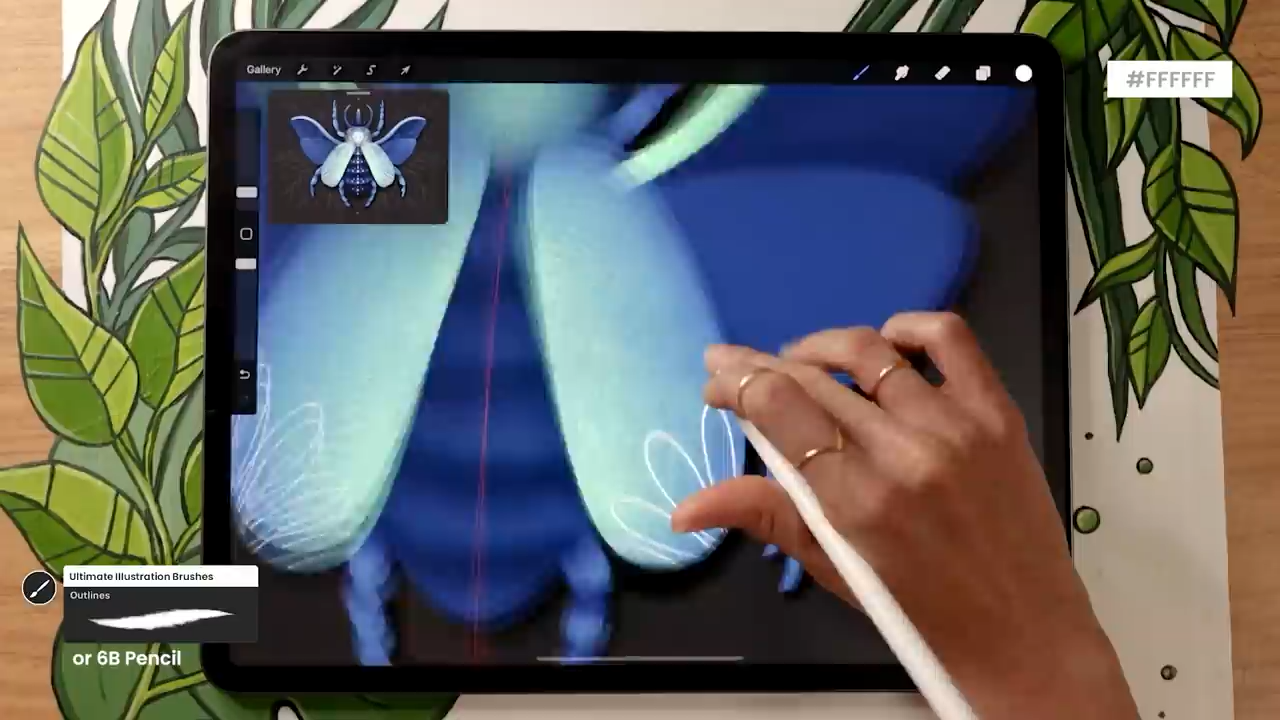 Gallery
#FFFFFF
Ultimate Illustration Brushes
Outlines
or 6B Pencil